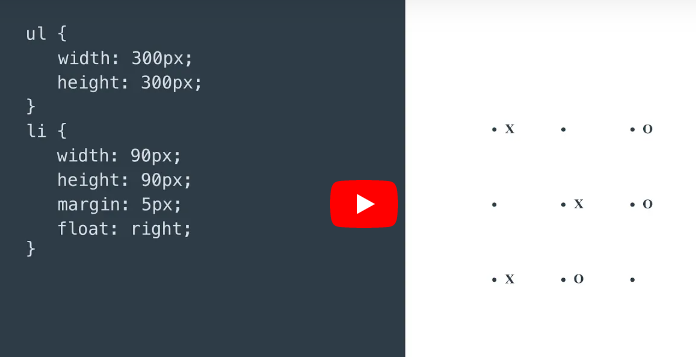 ul {
width: 300px;
height: 300px;
}
li {
width: 90px;
height: 90px;
margin: 5px;
float: right;
}
• X • • O
• • X • O
• X • O •